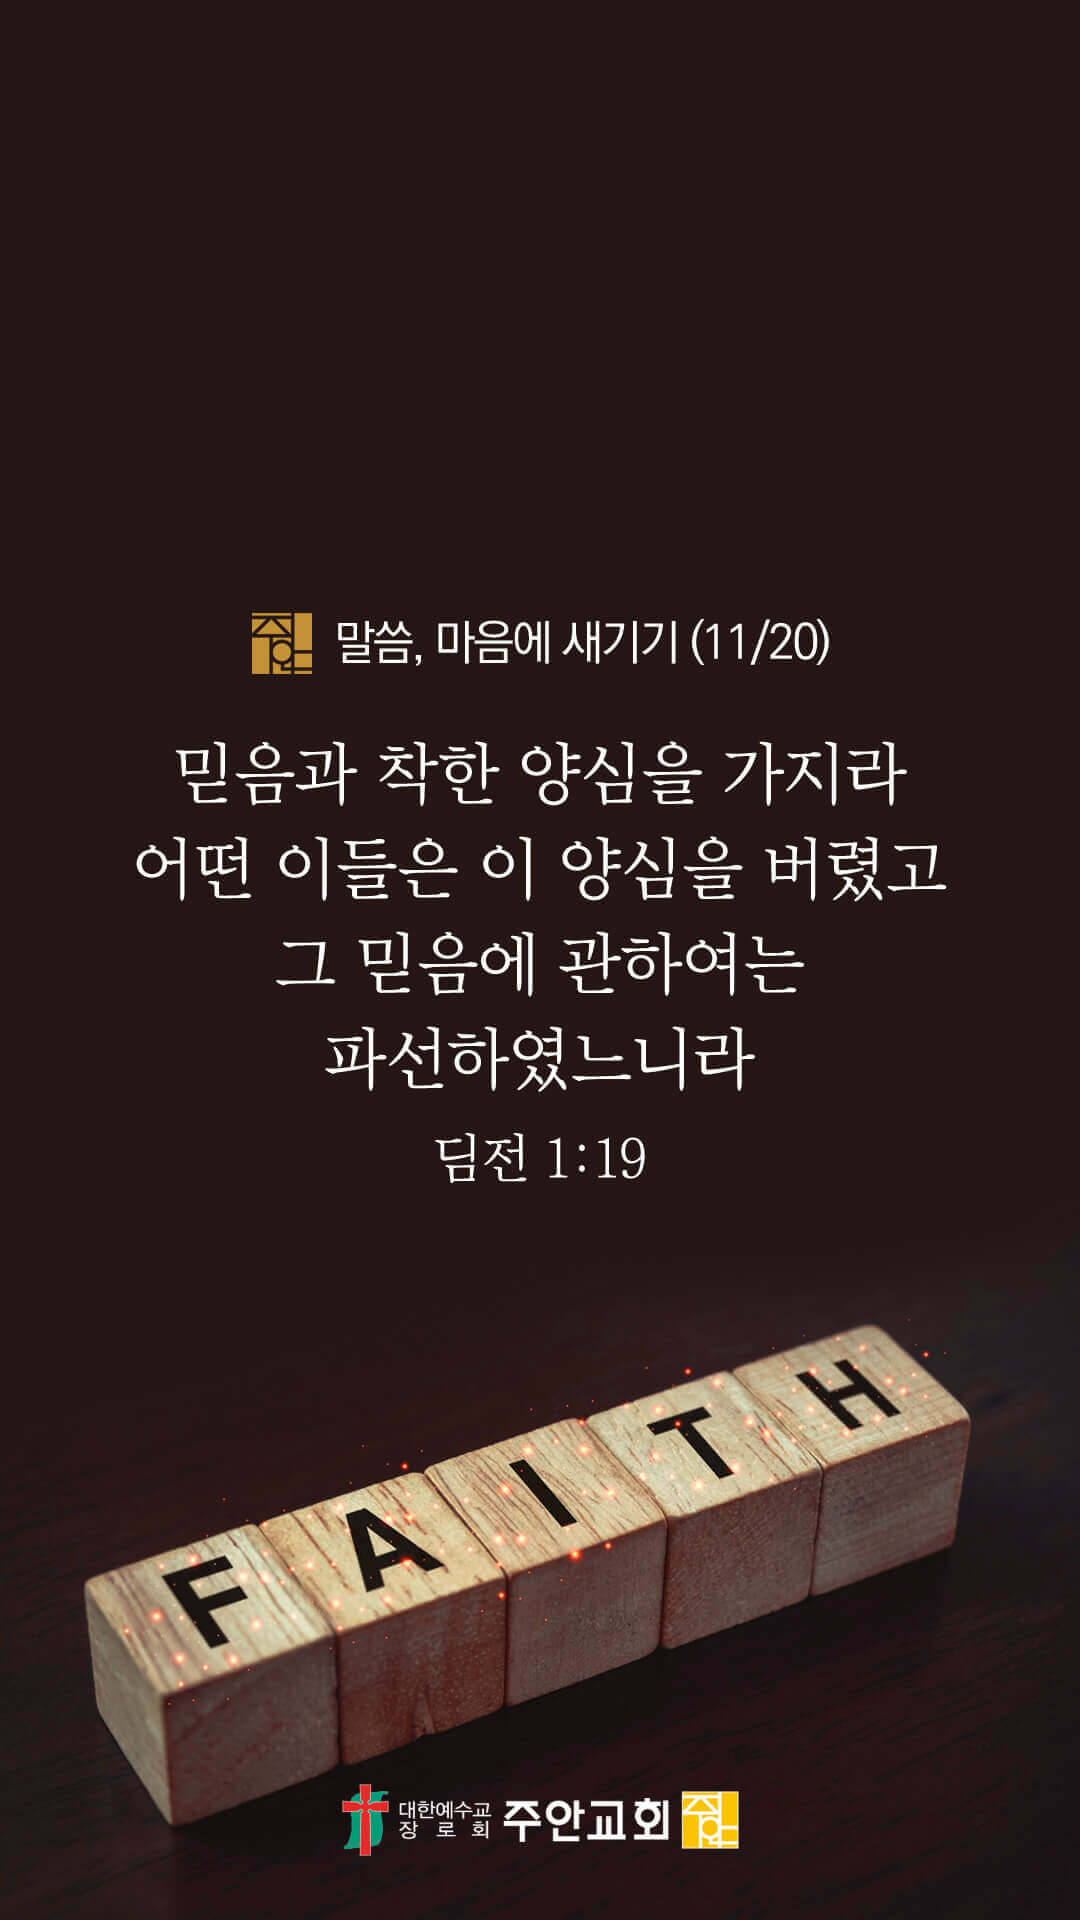 말씀, 마음에 새기기 (11/20)
믿음과 착한 양심을 가지라
어떤 이들은 이 양심을 버렸고
그 믿음에 관하여는
파선하였느니라
딤전 1:19
FAITH
대한예수교
장로회
주안교회